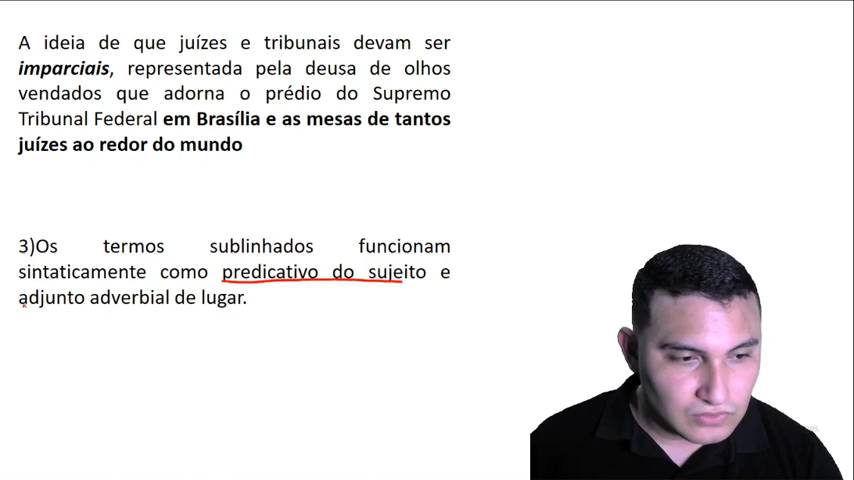 A ideia de que juízes e tribunais devam ser
imparciais, representada pela deusa de olhos
vendados que adorna o prédio do Supremo
Tribunal Federal em Brasília e as mesas de tantos
juízes ao redor do mundo
3)Os termos sublinhados funcionam
sintaticamente como predicativo do sujeito e
adjunto adverbial de lugar.